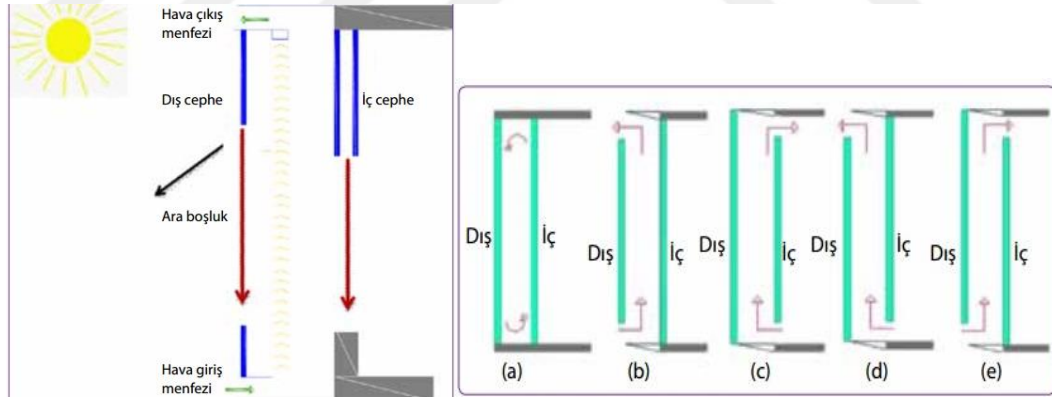 Hava çıkış
menfezi
Dış cephe
İç cephe
Ara boşluk
Hava giriş
menfezi
Dış İç Dış İç Dış İç Dış İç Dış İç
(a) (b) (c) (d) (e)